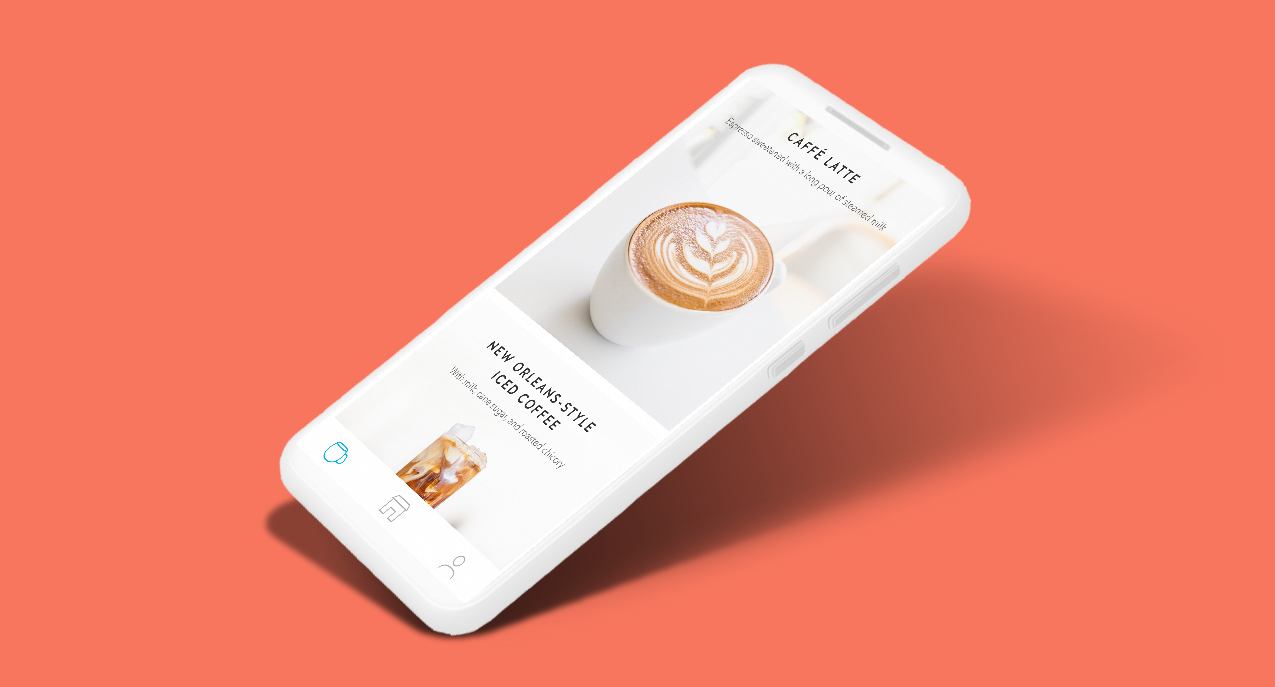 CAFFÉ LATTE
Espresso sweetened with a long pour of steamed milk
NEW ORLEANS-STYLE
ICED COFFEE
With milk, cane sugar, and roasted chicory